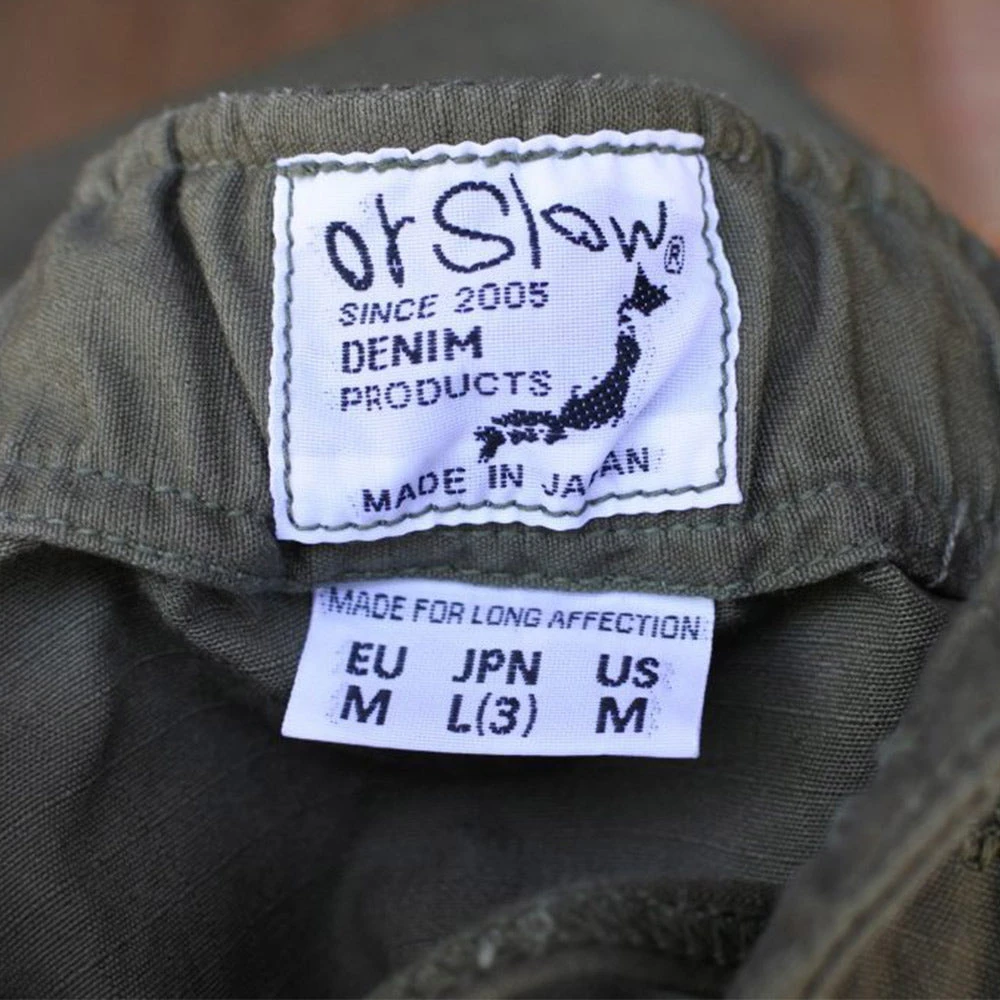 orSlow®
SINCE 2005
DENIM
PRODUCTS
MADE IN JAPAN
MADE FOR LONG AFFECTION
EU JPN US
M L(3) M